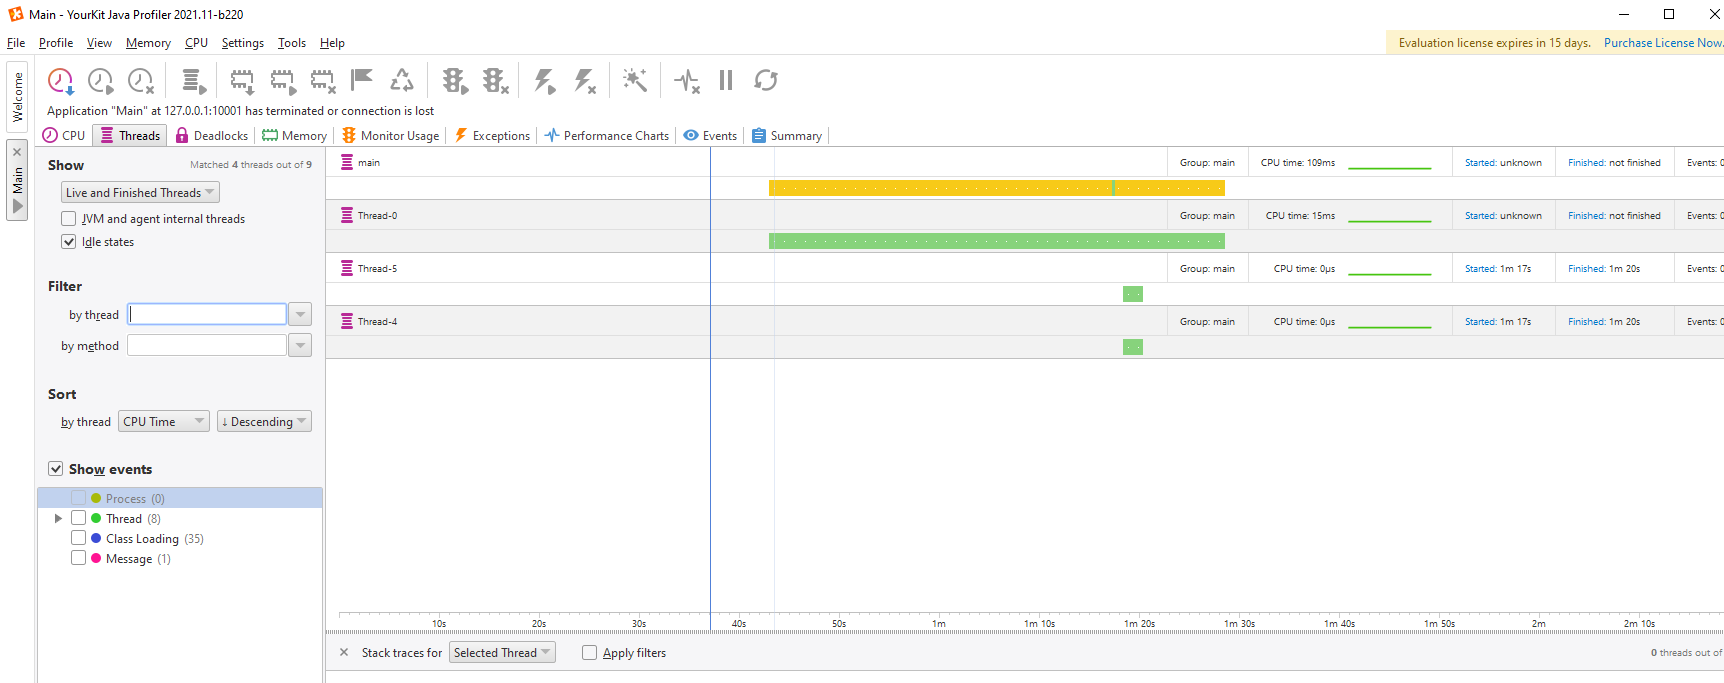 Main - YourKit Java Profiler 2021.11-b220
File Profile View Memory CPU Settings Tools Help
Evaluation license expires in 15 days. Purchase License Now.
Welcome
Main
Application "Main" at 127.0.0.1:10001 has terminated or connection is lost
CPU Threads Deadlocks Memory Monitor Usage Exceptions Performance Charts Events Summary
Show Matched 4 threads out of 9
Live and Finished Threads
JVM and agent internal threads
Idle states
Filter
by thread
by method
Sort
by thread CPU Time ↓ Descending
Show events
Process (0)
Thread (8)
Class Loading (35)
Message (1)
main Group: main CPU time: 109ms Started: unknown Finished: not finished Events: 0
Thread-0 Group: main CPU time: 15ms Started: unknown Finished: not finished Events: 0
Thread-5 Group: main CPU time: 0µs Started: 1m 17s Finished: 1m 20s Events: 0
Thread-4 Group: main CPU time: 0µs Started: 1m 17s Finished: 1m 20s Events: 0
10s 20s 30s 40s 50s 1m 1m 10s 1m 20s 1m 30s 1m 40s 1m 50s 2m 2m 10s
Stack traces for Selected Thread Apply filters 0 threads out of